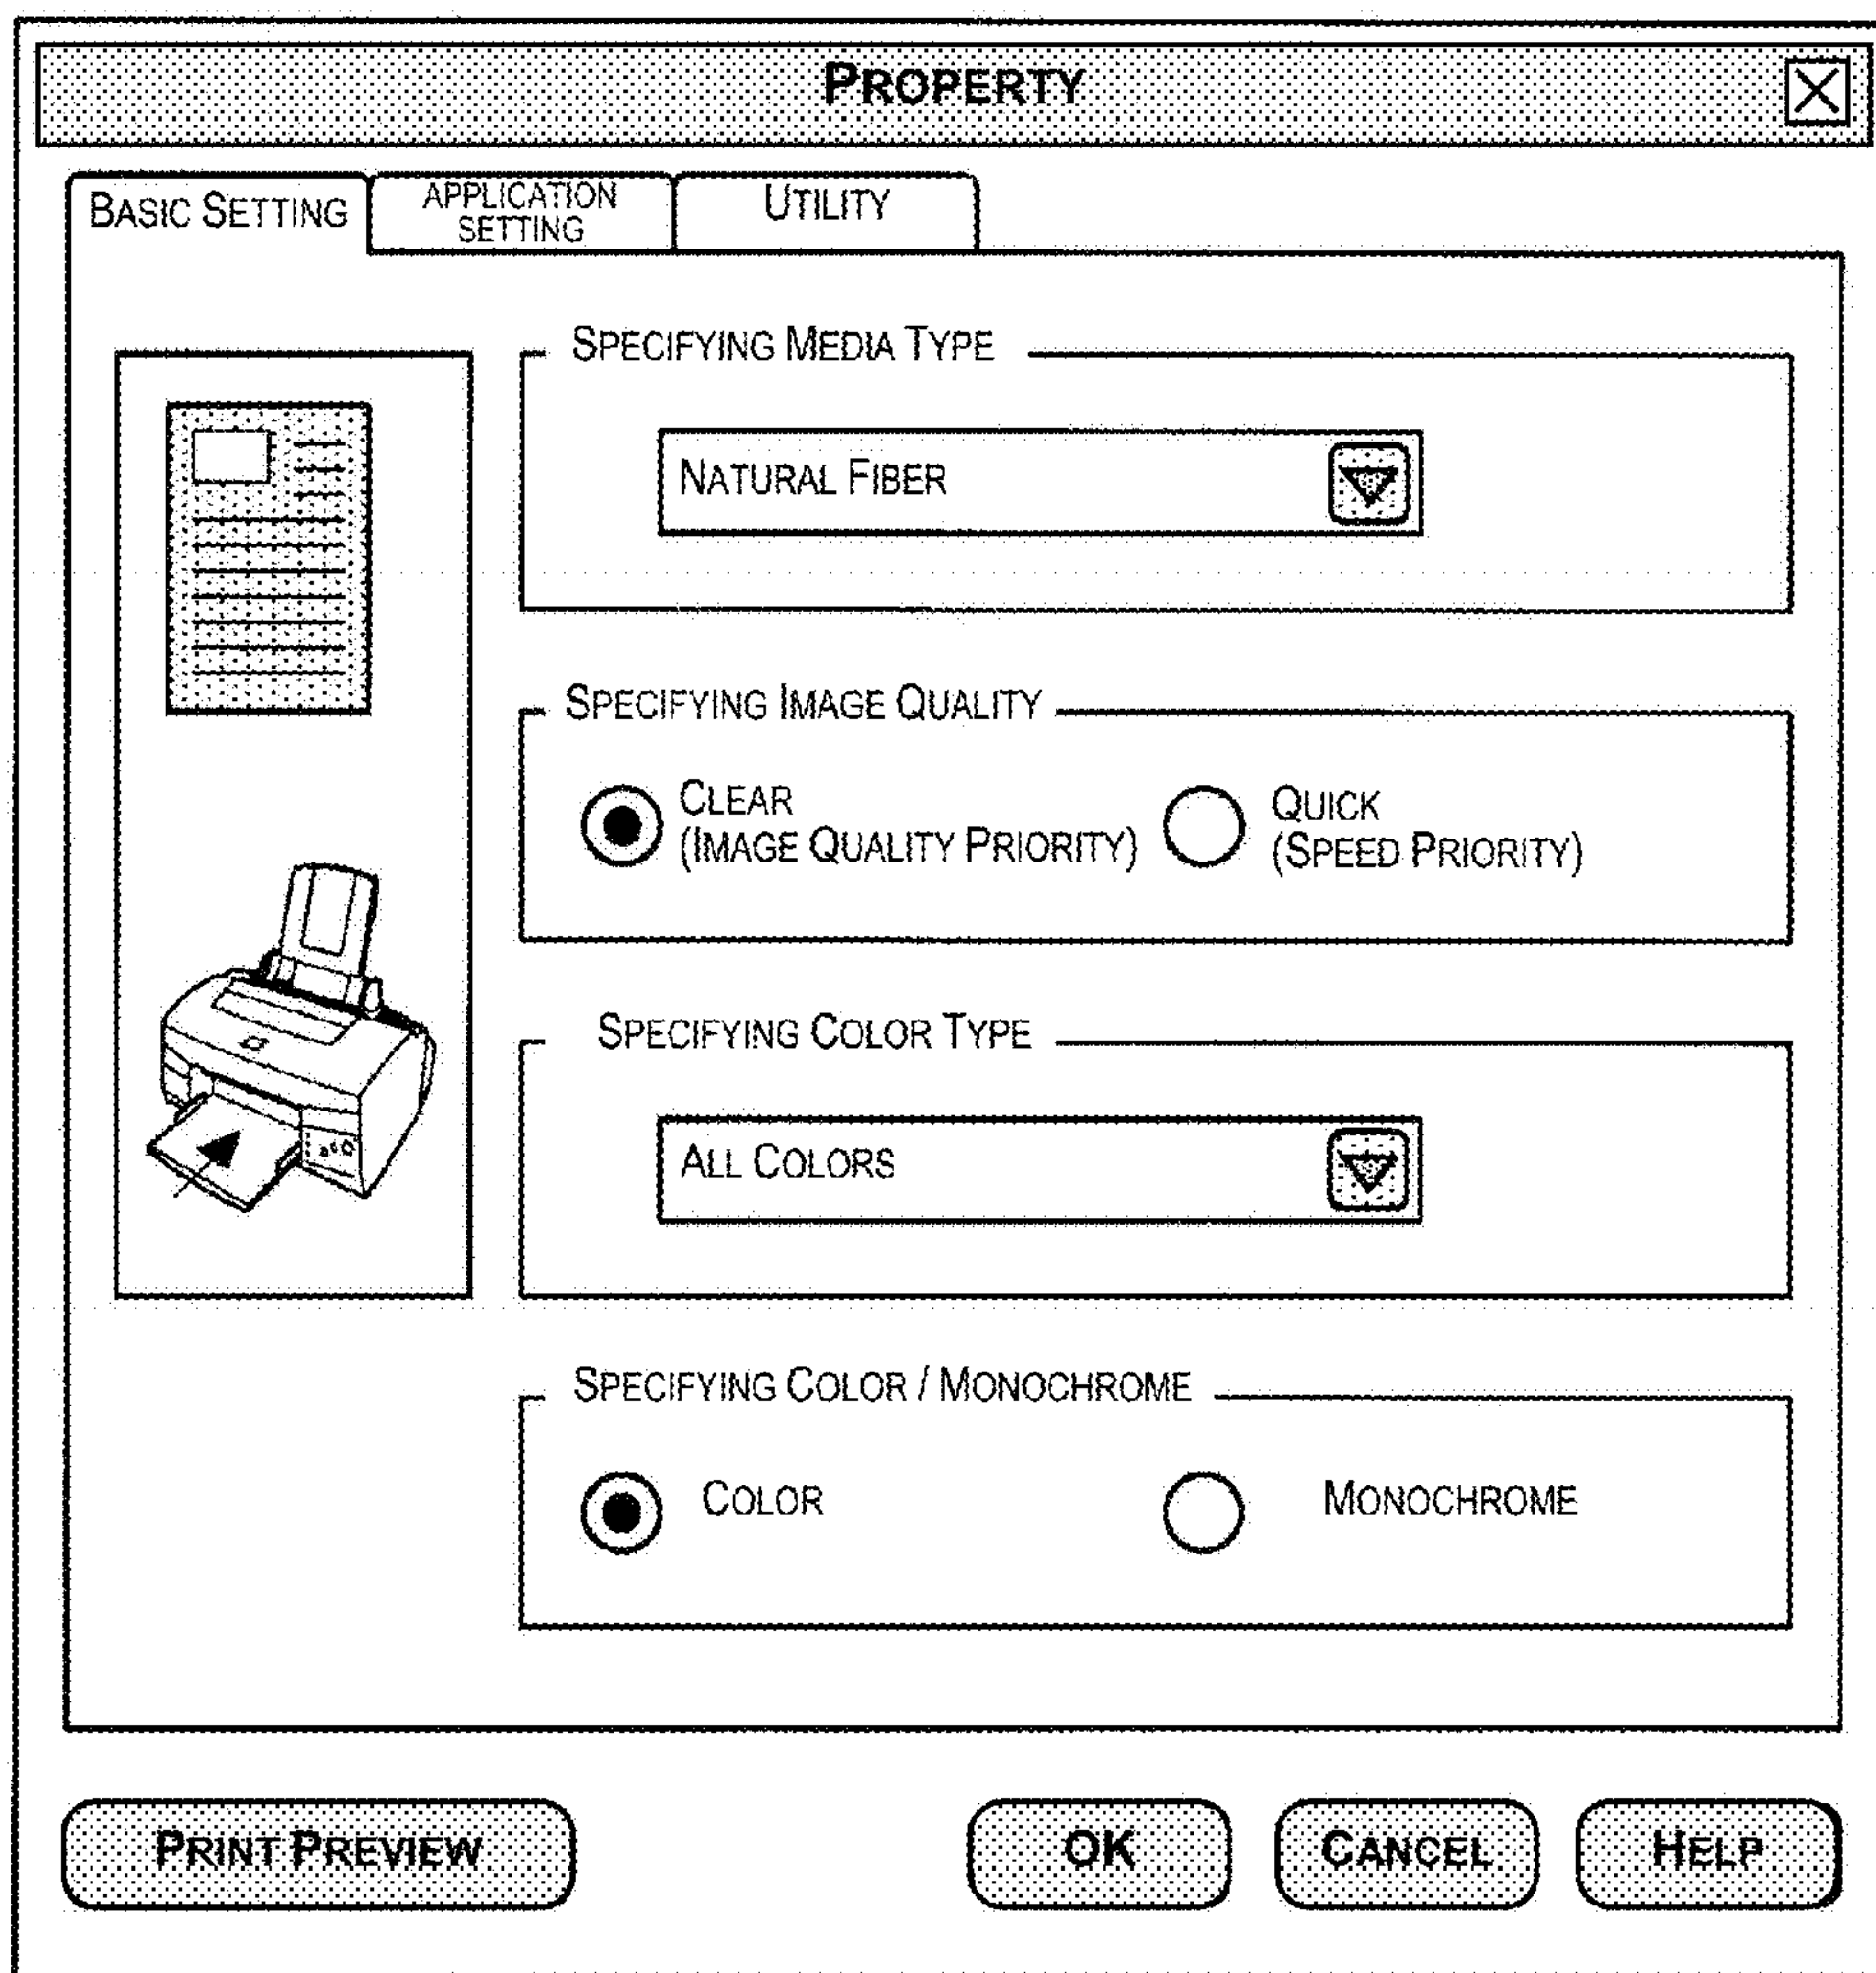 PROPERTY
BASIC SETTING
APPLICATION
SETTING
UTILITY
SPECIFYING MEDIA TYPE
NATURAL FIBER
SPECIFYING IMAGE QUALITY
CLEAR
(IMAGE QUALITY PRIORITY)
QUICK
(SPEED PRIORITY)
SPECIFYING COLOR TYPE
ALL COLORS
SPECIFYING COLOR / MONOCHROME
COLOR
MONOCHROME
PRINT PREVIEW
OK
CANCEL
HELP